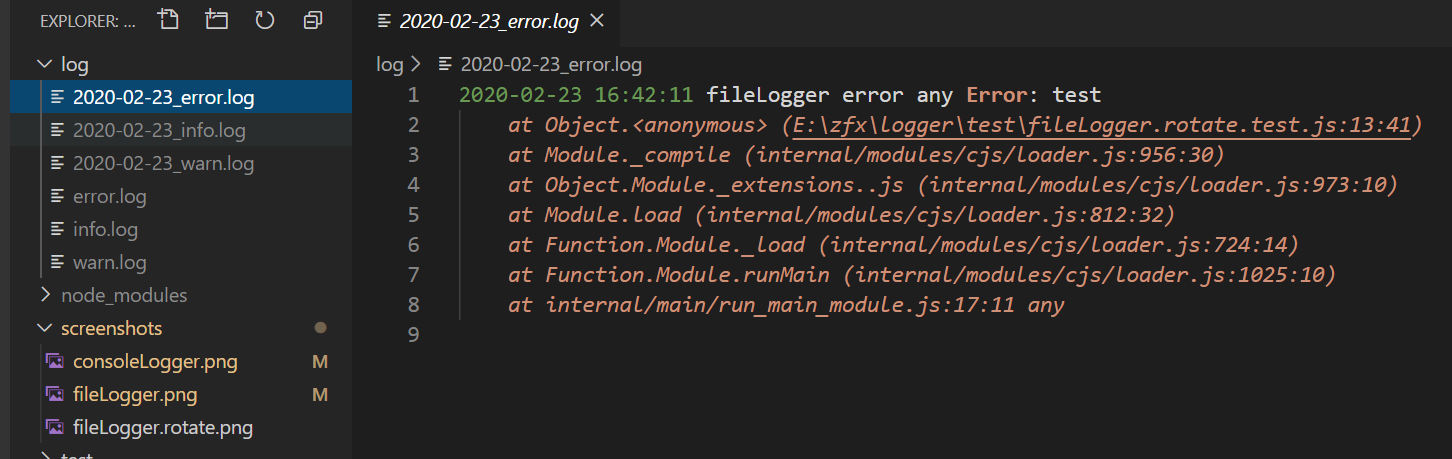 EXPLORER: ...
log
2020-02-23_error.log
2020-02-23_info.log
2020-02-23_warn.log
error.log
info.log
warn.log
node_modules
screenshots
consoleLogger.png M
fileLogger.png M
fileLogger.rotate.png
test
2020-02-23_error.log
log > 2020-02-23_error.log
1 2020-02-23 16:42:11 fileLogger error any Error: test
2 at Object.<anonymous> (E:\zfx\logger\test\fileLogger.rotate.test.js:13:41)
3 at Module._compile (internal/modules/cjs/loader.js:956:30)
4 at Object.Module._extensions..js (internal/modules/cjs/loader.js:973:10)
5 at Module.load (internal/modules/cjs/loader.js:812:32)
6 at Function.Module._load (internal/modules/cjs/loader.js:724:14)
7 at Function.Module.runMain (internal/modules/cjs/loader.js:1025:10)
8 at internal/main/run_main_module.js:17:11 any
9